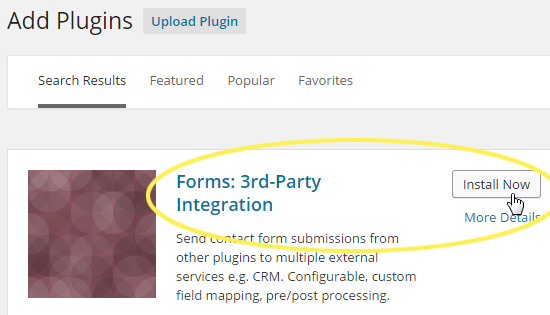 Add Plugins Upload Plugin
Search Results Featured Popular Favorites
Forms: 3rd-Party
Integration
Install Now
More Details
Send contact form submissions from
other plugins to multiple external
services e.g. CRM. Configurable, custom
field mapping, pre/post processing.